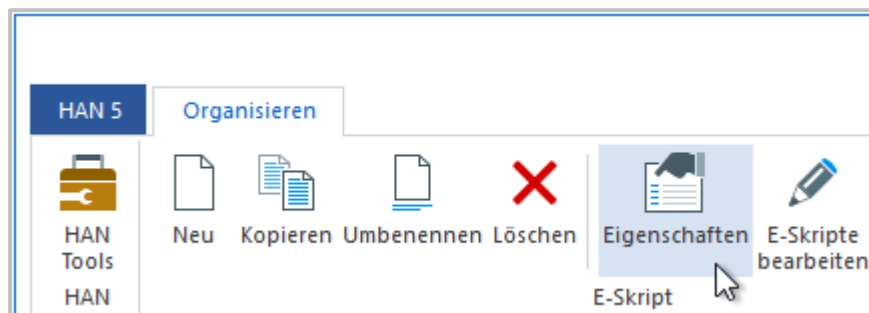 HAN 5 Organisieren
HAN Neu Kopieren Umbenennen Löschen Eigenschaften E-Skripte
Tools bearbeiten
HAN E-Skript